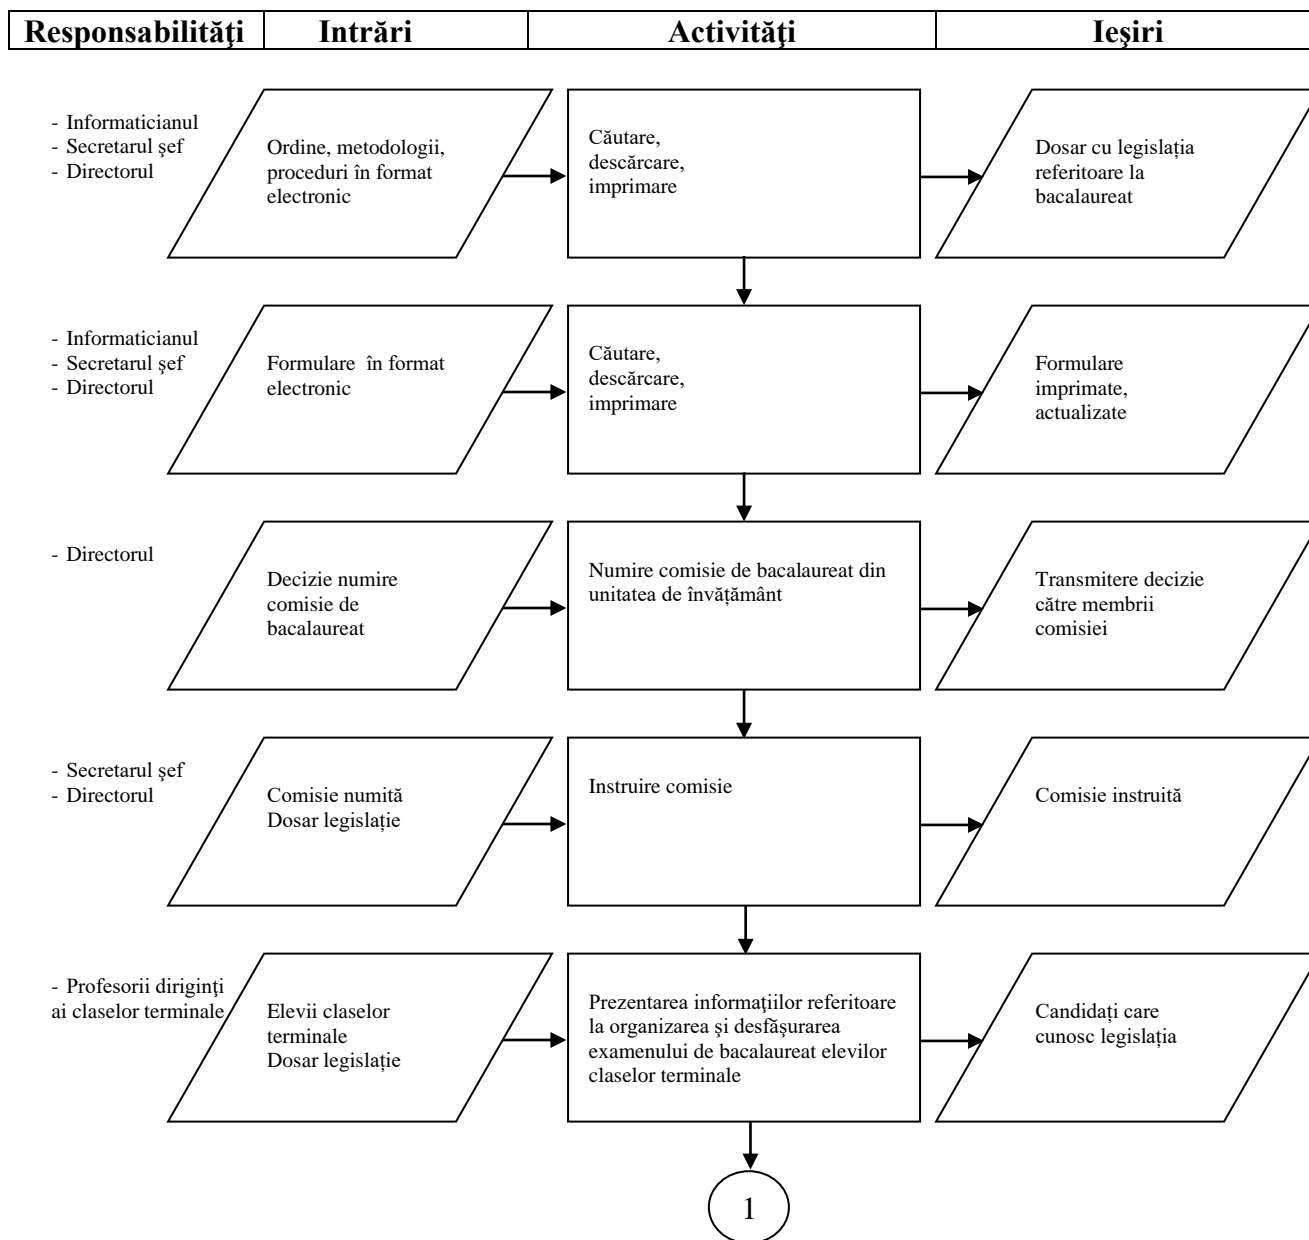 Responsabilităţi Intrări Activităţi Ieşiri
- Informaticianul
- Secretarul şef
- Directorul
Ordine, metodologii,
proceduri în format
electronic
Căutare,
descărcare,
imprimare
Dosar cu legislația
referitoare la
bacalaureat
- Informaticianul
- Secretarul şef
- Directorul
Formulare în format
electronic
Căutare,
descărcare,
imprimare
Formulare
imprimate,
actualizate
- Directorul
Decizie numire
comisie de
bacalaureat
Numire comisie de bacalaureat din
unitatea de învățământ
Transmitere decizie
către membrii
comisiei
- Secretarul şef
- Directorul
Comisie numită
Dosar legislație
Instruire comisie
Comisie instruită
- Profesorii diriginţi
ai claselor terminale
Elevii claselor
terminale
Dosar legislație
Prezentarea informaţiilor referitoare
la organizarea și desfășurarea
examenului de bacalaureat elevilor
claselor terminale
Candidați care
cunosc legislația
1